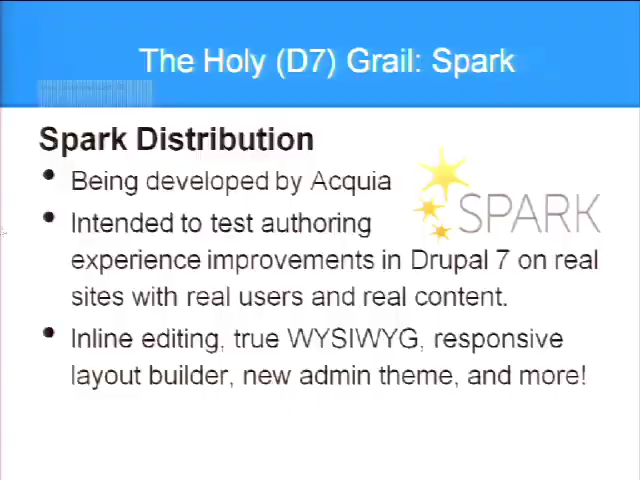 The Holy (D7) Grail: Spark
Spark Distribution
• Being developed by Acquia
SPARK
• Intended to test authoring
experience improvements in Drupal 7 on real
sites with real users and real content.
• Inline editing, true WYSIWYG, responsive
layout builder, new admin theme, and more!